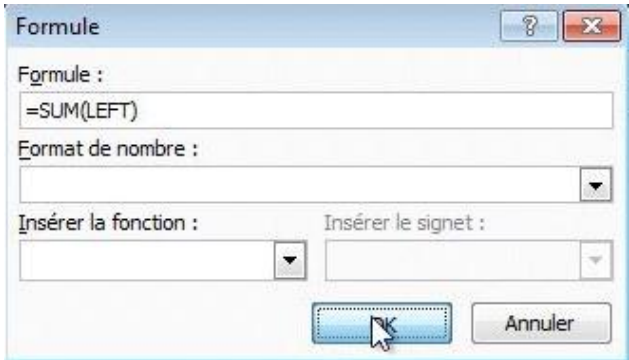 Formule
Formule :
=SUM(LEFT)
Format de nombre :
Insérer la fonction : Insérer le signet :
OK Annuler